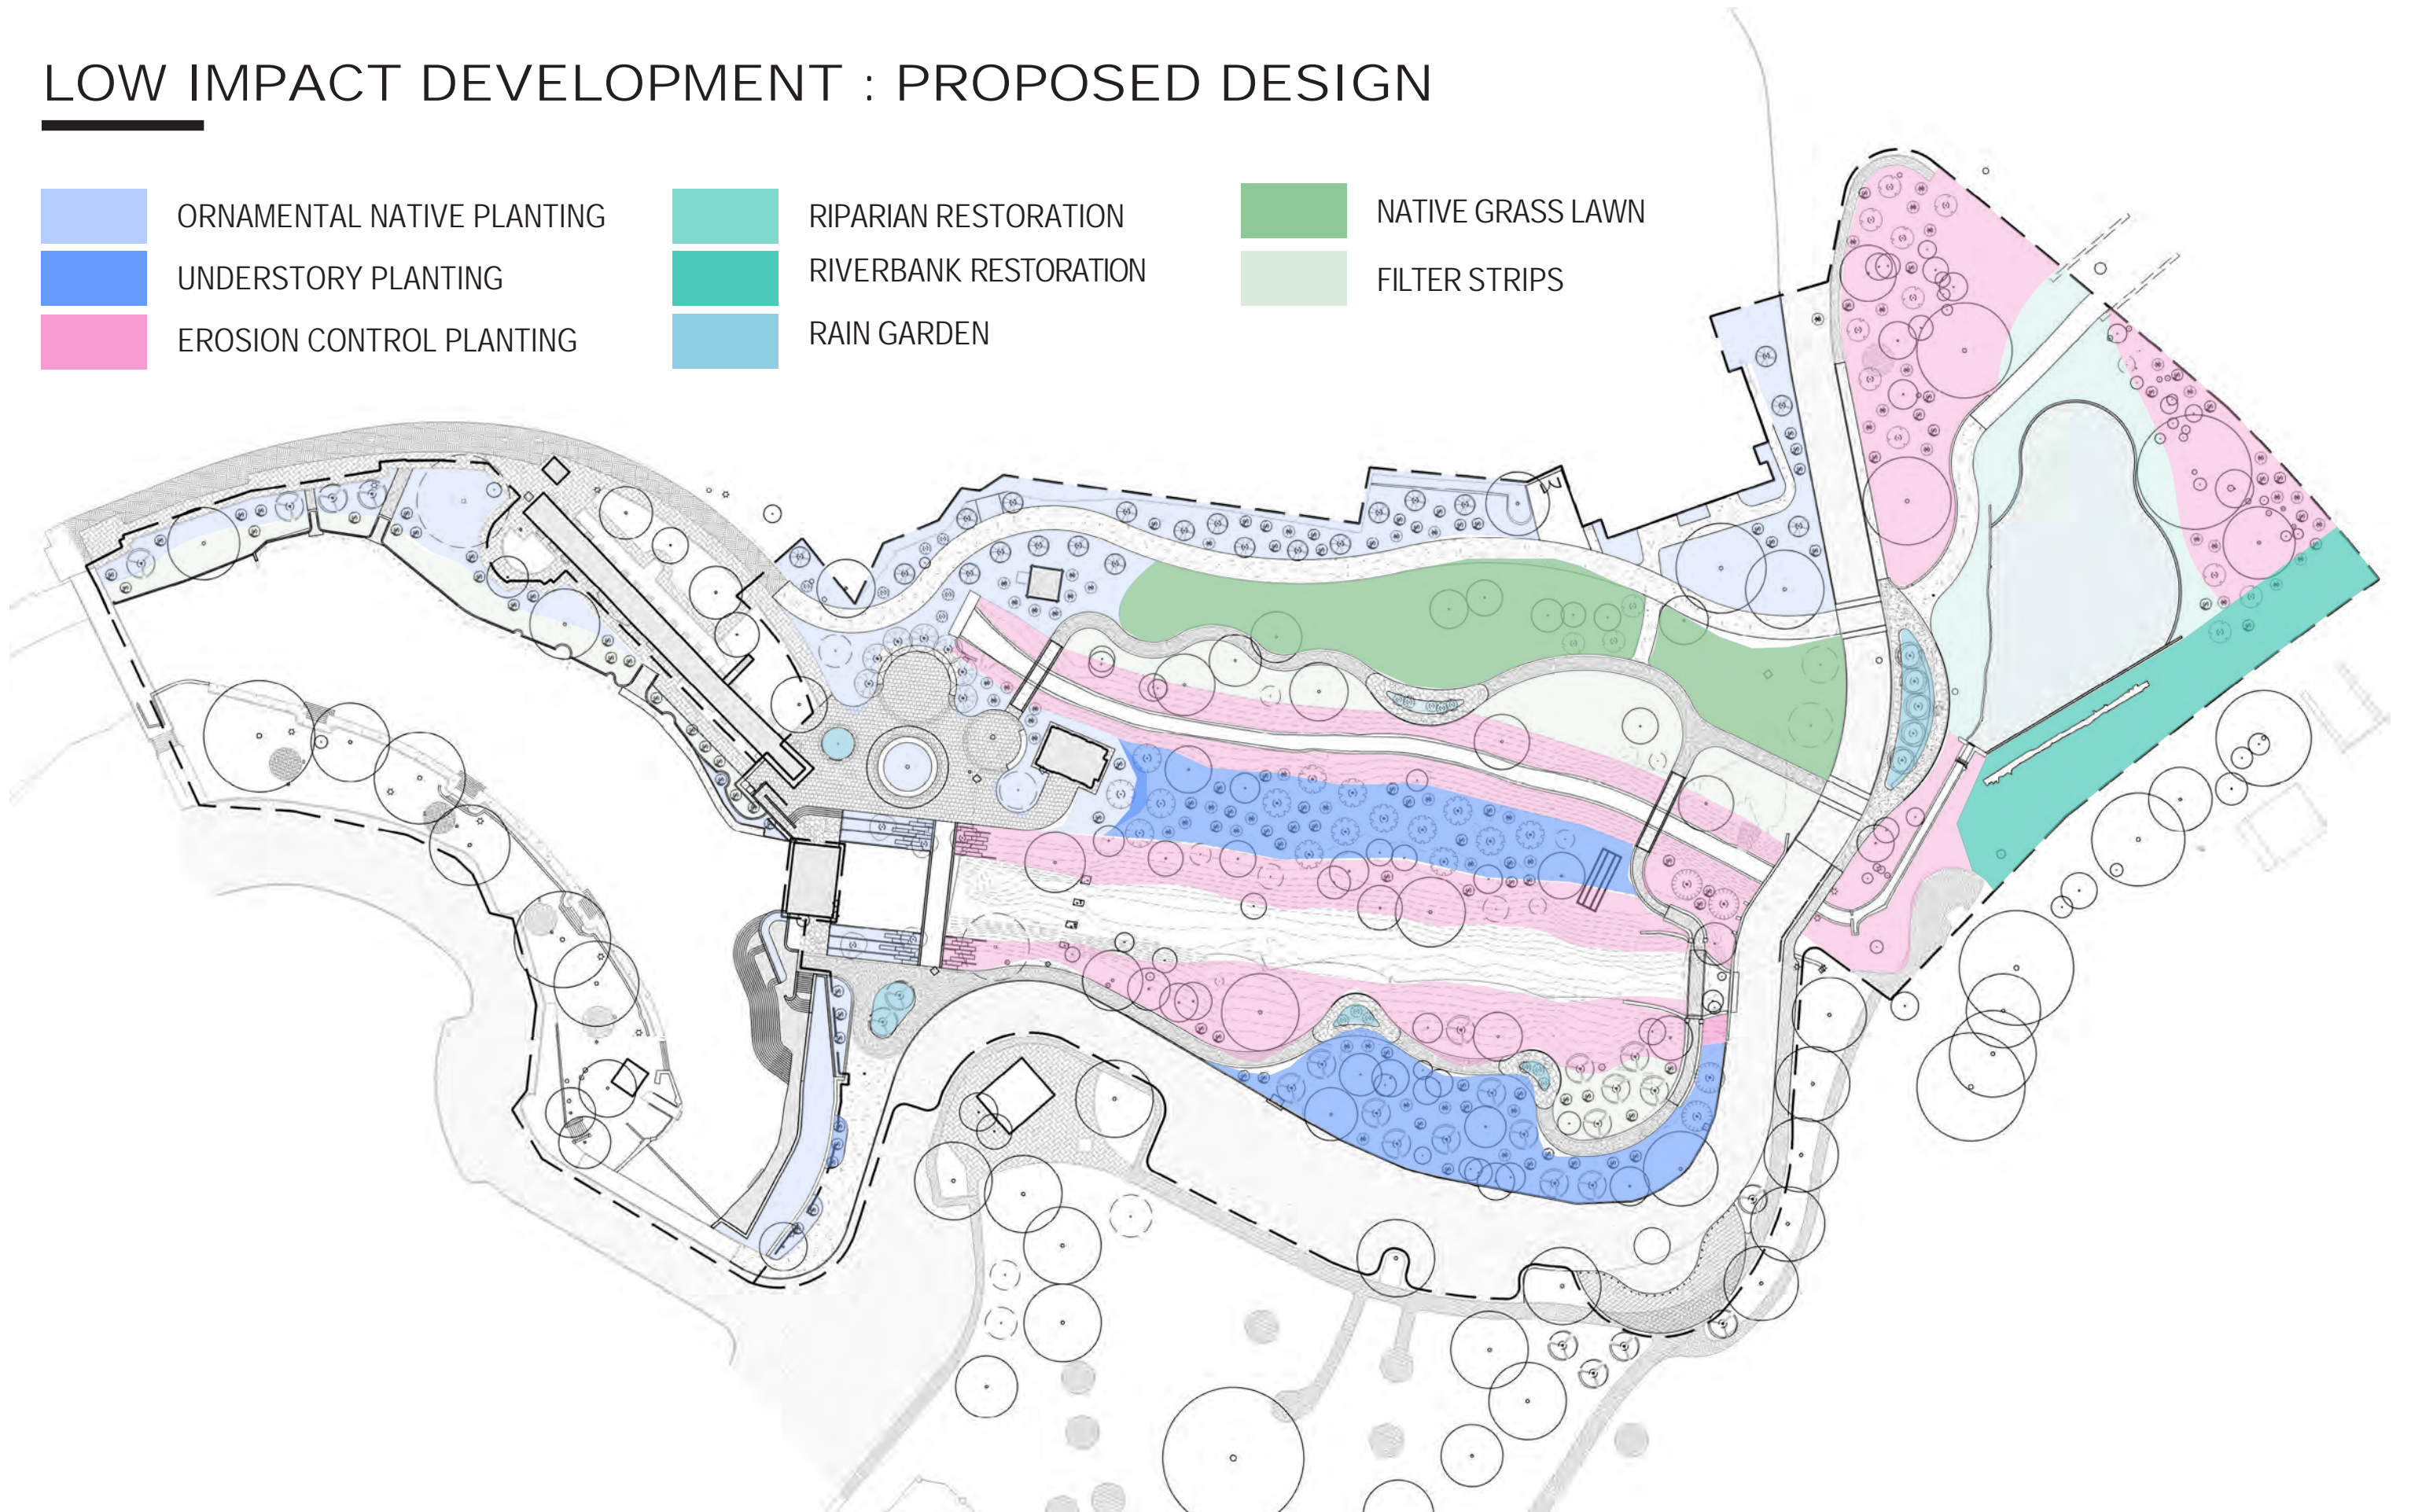 LOW IMPACT DEVELOPMENT : PROPOSED DESIGN
ORNAMENTAL NATIVE PLANTING
UNDERSTORY PLANTING
EROSION CONTROL PLANTING
RIPARIAN RESTORATION
RIVERBANK RESTORATION
RAIN GARDEN
NATIVE GRASS LAWN
FILTER STRIPS